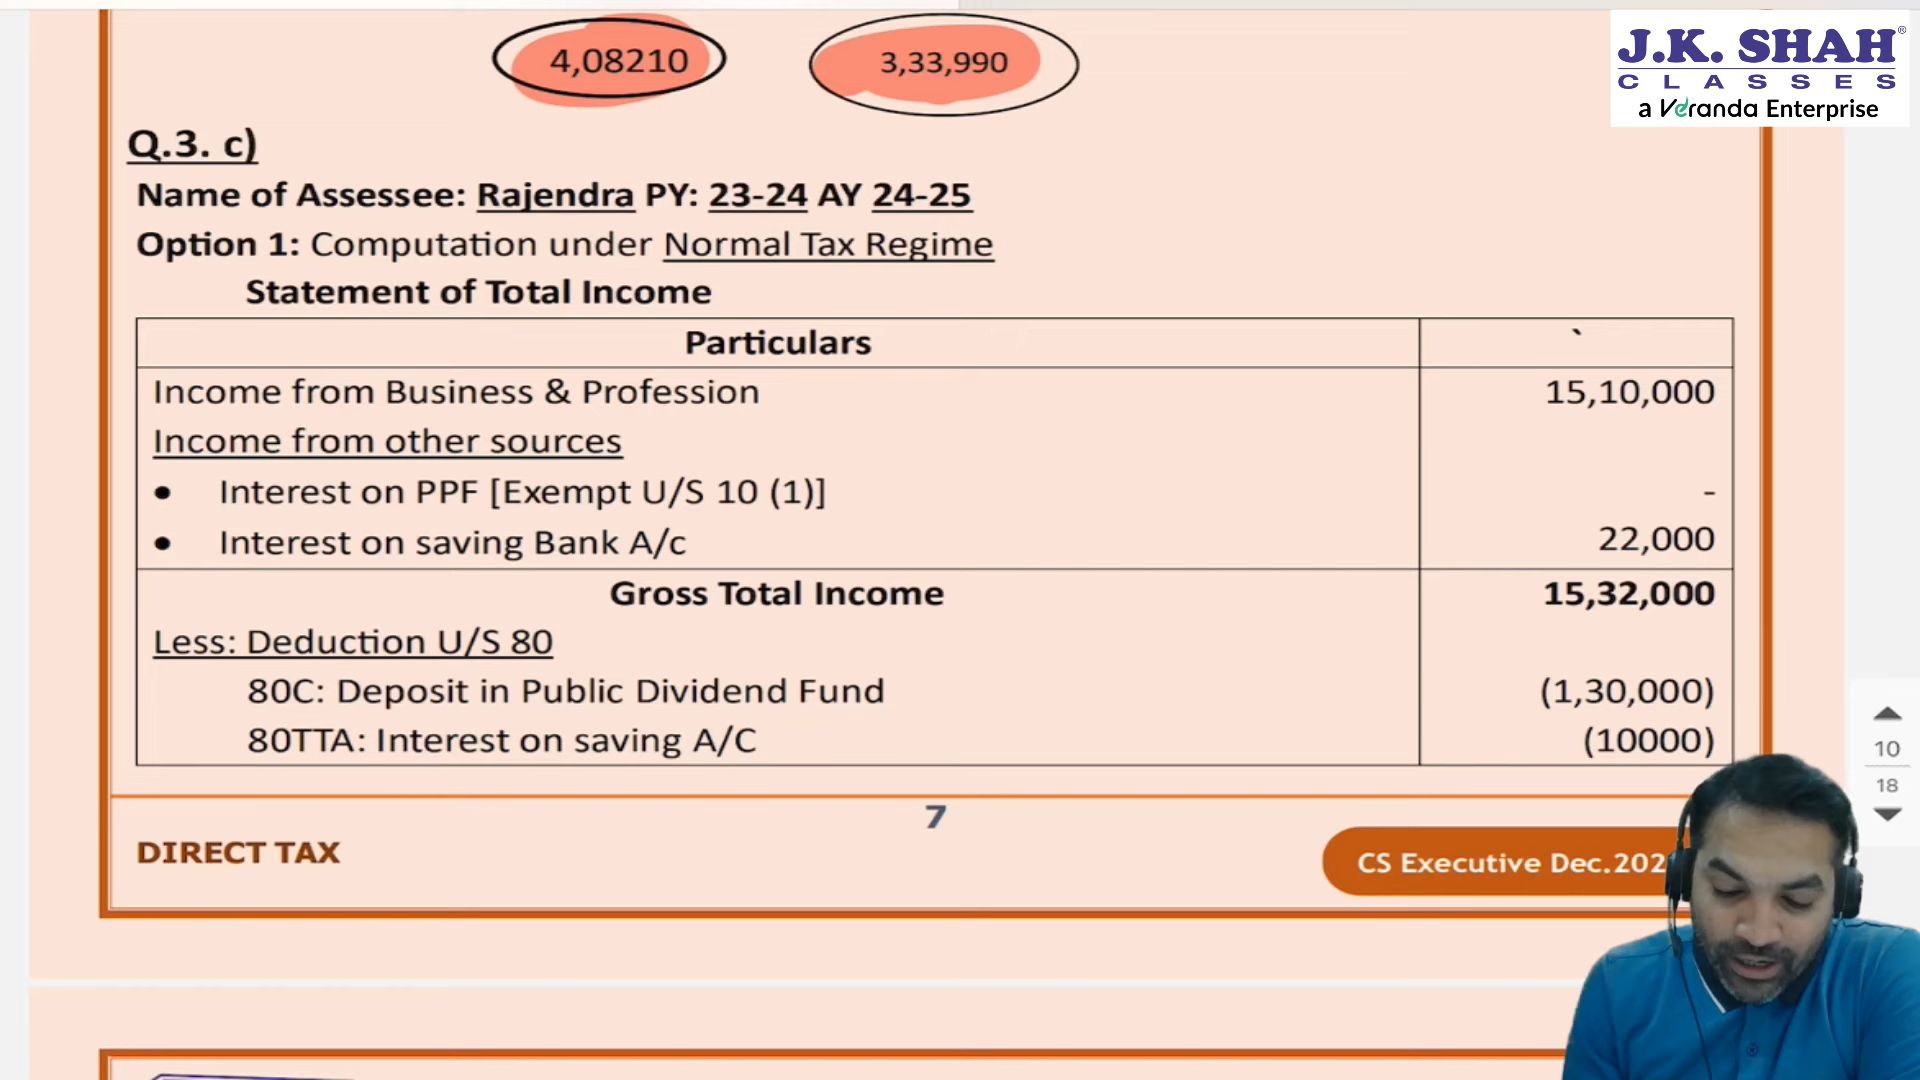 4,08210 3,33,990
J.K. SHAH®
CLASSES
a Veranda Enterprise
Q.3. c)
Name of Assessee: Rajendra PY: 23-24 AY 24-25
Option 1: Computation under Normal Tax Regime
Statement of Total Income
Particulars `
Income from Business & Profession 15,10,000
Income from other sources
• Interest on PPF [Exempt U/S 10 (1)] -
• Interest on saving Bank A/c 22,000
Gross Total Income 15,32,000
Less: Deduction U/S 80
80C: Deposit in Public Dividend Fund (1,30,000)
80TTA: Interest on saving A/C (10000)
10
18
7
DIRECT TAX
CS Executive Dec.202